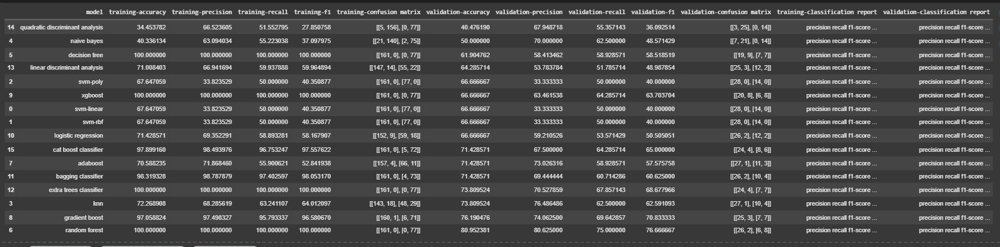 model training-accuracy training-precision training-recall training-f1 training-confusion matrix validation-accuracy validation-precision validation-recall validation-f1 validation-confusion matrix training-classification report validation-classification report
14 quadratic discriminant analysis 34.453782 66.523605 51.552795 27.850758 [[5, 156], [0, 77]] 40.476190 67.948718 55.357143 36.092514 [[3, 25], [0, 14]] precision recall f1-score ... precision recall f1-score ...
4 naive bayes 40.336134 63.094034 55.223038 37.097975 [[21, 140], [2, 75]] 50.000000 70.000000 62.500000 48.571429 [[7, 21], [0, 14]] precision recall f1-score ... precision recall f1-score ...
5 decision tree 100.000000 100.000000 100.000000 100.000000 [[161, 0], [0, 77]] 61.904762 58.413462 58.928571 58.518519 [[19, 9], [7, 7]] precision recall f1-score ... precision recall f1-score ...
13 linear discriminant analysis 71.008403 66.941694 59.937888 59.964894 [[147, 14], [55, 22]] 64.285714 53.783784 51.785714 48.987854 [[25, 3], [12, 2]] precision recall f1-score ... precision recall f1-score ...
2 svm-poly 67.647059 33.823529 50.000000 40.350877 [[161, 0], [77, 0]] 66.666667 33.333333 50.000000 40.000000 [[28, 0], [14, 0]] precision recall f1-score ... precision recall f1-score ...
9 xgboost 100.000000 100.000000 100.000000 100.000000 [[161, 0], [0, 77]] 66.666667 63.461538 64.285714 63.703704 [[20, 8], [6, 8]] precision recall f1-score ... precision recall f1-score ...
0 svm-linear 67.647059 33.823529 50.000000 40.350877 [[161, 0], [77, 0]] 66.666667 33.333333 50.000000 40.000000 [[28, 0], [14, 0]] precision recall f1-score ... precision recall f1-score ...
1 svm-rbf 67.647059 33.823529 50.000000 40.350877 [[161, 0], [77, 0]] 66.666667 33.333333 50.000000 40.000000 [[28, 0], [14, 0]] precision recall f1-score ... precision recall f1-score ...
10 logistic regression 71.428571 69.352291 58.893281 58.167907 [[152, 9], [59, 18]] 66.666667 59.210526 53.571429 50.505051 [[26, 2], [12, 2]] precision recall f1-score ... precision recall f1-score ...
15 cat boost classifier 97.899160 98.493976 96.753247 97.557622 [[161, 0], [5, 72]] 71.428571 67.500000 64.285714 65.000000 [[24, 4], [8, 6]] precision recall f1-score ... precision recall f1-score ...
7 adaboost 70.588235 71.868460 55.900621 52.841938 [[157, 4], [66, 11]] 71.428571 73.026316 58.928571 57.575758 [[27, 1], [11, 3]] precision recall f1-score ... precision recall f1-score ...
11 bagging classifier 98.319328 98.787879 97.402597 98.053170 [[161, 0], [4, 73]] 71.428571 69.444444 60.714286 60.625000 [[26, 2], [10, 4]] precision recall f1-score ... precision recall f1-score ...
12 extra trees classifier 100.000000 100.000000 100.000000 100.000000 [[161, 0], [0, 77]] 73.809524 70.527859 67.857143 68.677966 [[24, 4], [7, 7]] precision recall f1-score ... precision recall f1-score ...
3 knn 72.268908 68.285619 63.241107 64.012097 [[143, 18], [48, 29]] 73.809524 76.486486 62.500000 62.591093 [[27, 1], [10, 4]] precision recall f1-score ... precision recall f1-score ...
8 gradient boost 97.058824 97.498327 95.793337 96.580670 [[160, 1], [6, 71]] 76.190476 74.062500 69.642857 70.833333 [[25, 3], [7, 7]] precision recall f1-score ... precision recall f1-score ...
6 random forest 100.000000 100.000000 100.000000 100.000000 [[161, 0], [0, 77]] 80.952381 80.625000 75.000000 76.666667 [[26, 2], [6, 8]] precision recall f1-score ... precision recall f1-score ...